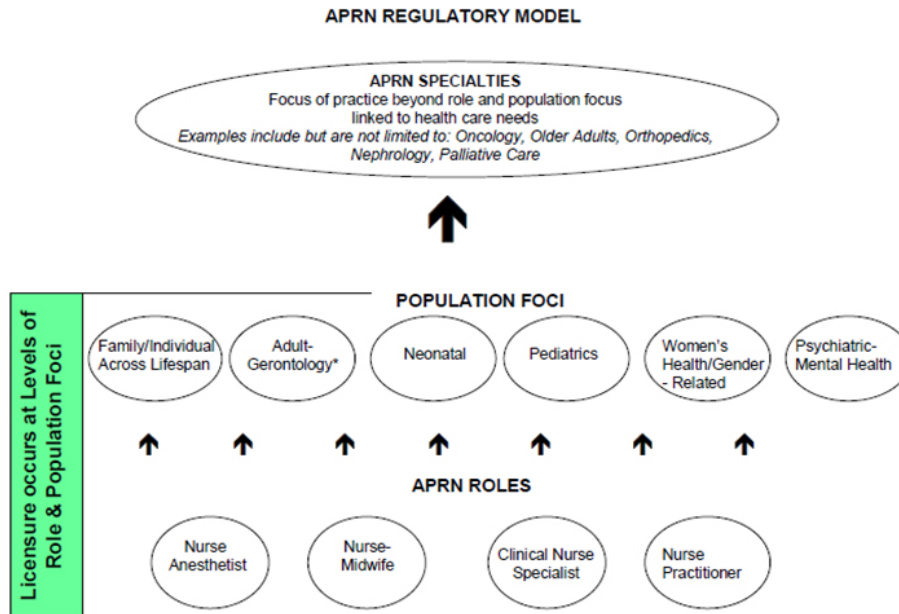 APRN REGULATORY MODEL
APRN SPECIALTIES
Focus of practice beyond role and population focus
linked to health care needs
Examples include but are not limited to: Oncology, Older Adults, Orthopedics,
Nephrology, Palliative Care
Licensure occurs at Levels of
Role & Population Foci
POPULATION FOCI
Family/Individual
Across Lifespan
Adult-
Gerontology*
Neonatal
Pediatrics
Women's
Health/Gender
- Related
Psychiatric-
Mental Health
APRN ROLES
Nurse
Anesthetist
Nurse-
Midwife
Clinical Nurse
Specialist
Nurse
Practitioner